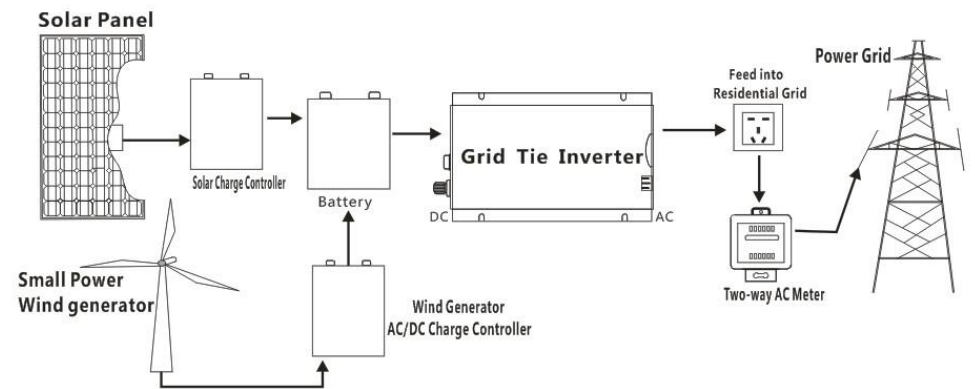 Solar Panel
Solar Charge Controller
Battery
Grid Tie Inverter
DC
AC
Feed into
Residential Grid
Power Grid
Two-way AC Meter
Small Power
Wind generator
Wind Generator
AC/DC Charge Controller